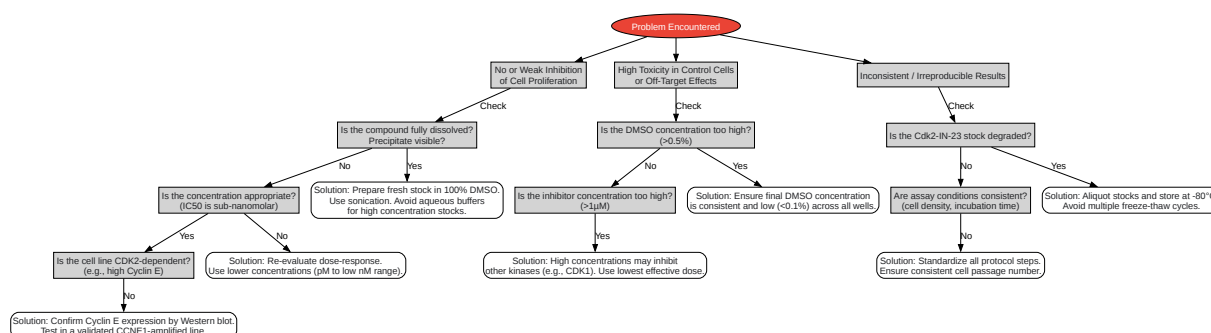 Problem Encountered
No or Weak Inhibition
of Cell Proliferation
High Toxicity in Control Cells
or Off-Target Effects
Inconsistent / Irreproducible Results
Check
Check
Check
Is the compound fully dissolved?
Precipitate visible?
Is the DMSO concentration too high?
(>0.5%)
Is the Cdk2-IN-23 stock degraded?
No
Yes
No
Yes
No
Yes
Is the concentration appropriate?
(IC50 is sub-nanomolar)
Solution: Prepare fresh stock in 100% DMSO.
Use sonication. Avoid aqueous buffers
for high concentration stocks.
Is the inhibitor concentration too high?
(>1μM)
Solution: Ensure final DMSO concentration
is consistent and low (<0.1%) across all wells.
Are assay conditions consistent?
(cell density, incubation time)
Solution: Aliquot stocks and store at -80°C
Avoid multiple freeze-thaw cycles.
Yes
No
Yes
No
Is the cell line CDK2-dependent?
(e.g., high Cyclin E)
Solution: Re-evaluate dose-response.
Use lower concentrations (pM to low nM range).
Solution: High concentrations may inhibit
other kinases (e.g., CDK1). Use lowest effective dose.
Solution: Standardize all protocol steps.
Ensure consistent cell passage number.
No
Solution: Confirm Cyclin E expression by Western blot.
Test in a validated CCNE1-amplified line